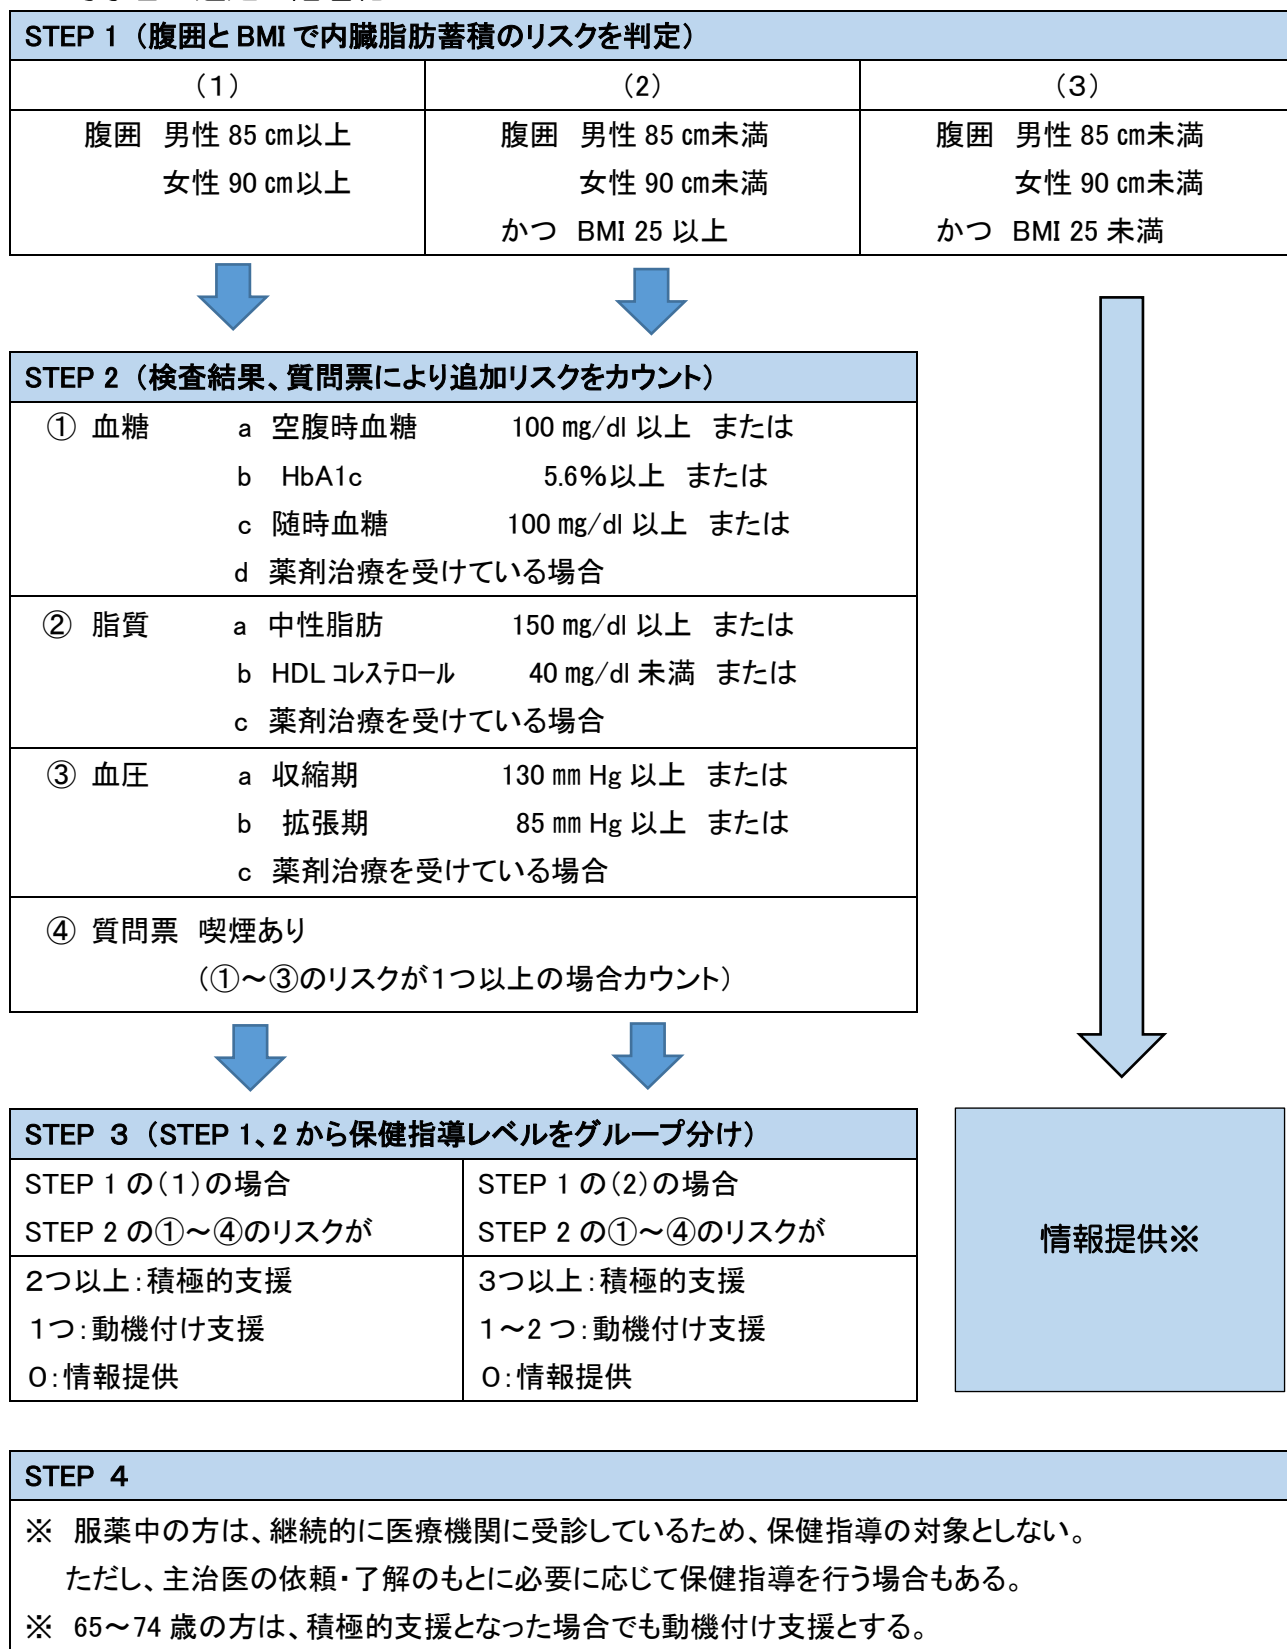 STEP 1 （腹囲と BMI で内臓脂肪蓄積のリスクを判定）
（１）
（２）
（３）
腹囲 男性 85 ㎝以上
女性 90 ㎝以上
腹囲 男性 85 ㎝未満
女性 90 ㎝未満
かつ BMI 25 以上
腹囲 男性 85 ㎝未満
女性 90 ㎝未満
かつ BMI 25 未満
STEP 2 （検査結果、質問票により追加リスクをカウント）
① 血糖 a 空腹時血糖 100 ㎎/dl 以上 または
b HbA1c 5.6%以上 または
c 随時血糖 100 ㎎/dl 以上 または
d 薬剤治療を受けている場合
② 脂質 a 中性脂肪 150 ㎎/dl 以上 または
b HDL ｺﾚｽﾃﾛｰﾙ 40 ㎎/dl 未満 または
c 薬剤治療を受けている場合
③ 血圧 a 収縮期 130 ㎜ Hg 以上 または
b 拡張期 85 ㎜ Hg 以上 または
c 薬剤治療を受けている場合
④ 質問票 喫煙あり
（①～③のリスクが１つ以上の場合カウント）
STEP ３ （STEP 1、2 から保健指導レベルをグループ分け）
STEP 1 の（１）の場合
STEP 2 の①～④のリスクが
STEP 1 の（２）の場合
STEP 2 の①～④のリスクが
２つ以上：積極的支援
１つ：動機付け支援
０：情報提供
３つ以上：積極的支援
１～2 つ：動機付け支援
０：情報提供
情報提供※
STEP ４
※ 服薬中の方は、継続的に医療機関に受診しているため、保健指導の対象としない。
ただし、主治医の依頼・了解のもとに必要に応じて保健指導を行う場合もある。
※ 65～74 歳の方は、積極的支援となった場合でも動機付け支援とする。